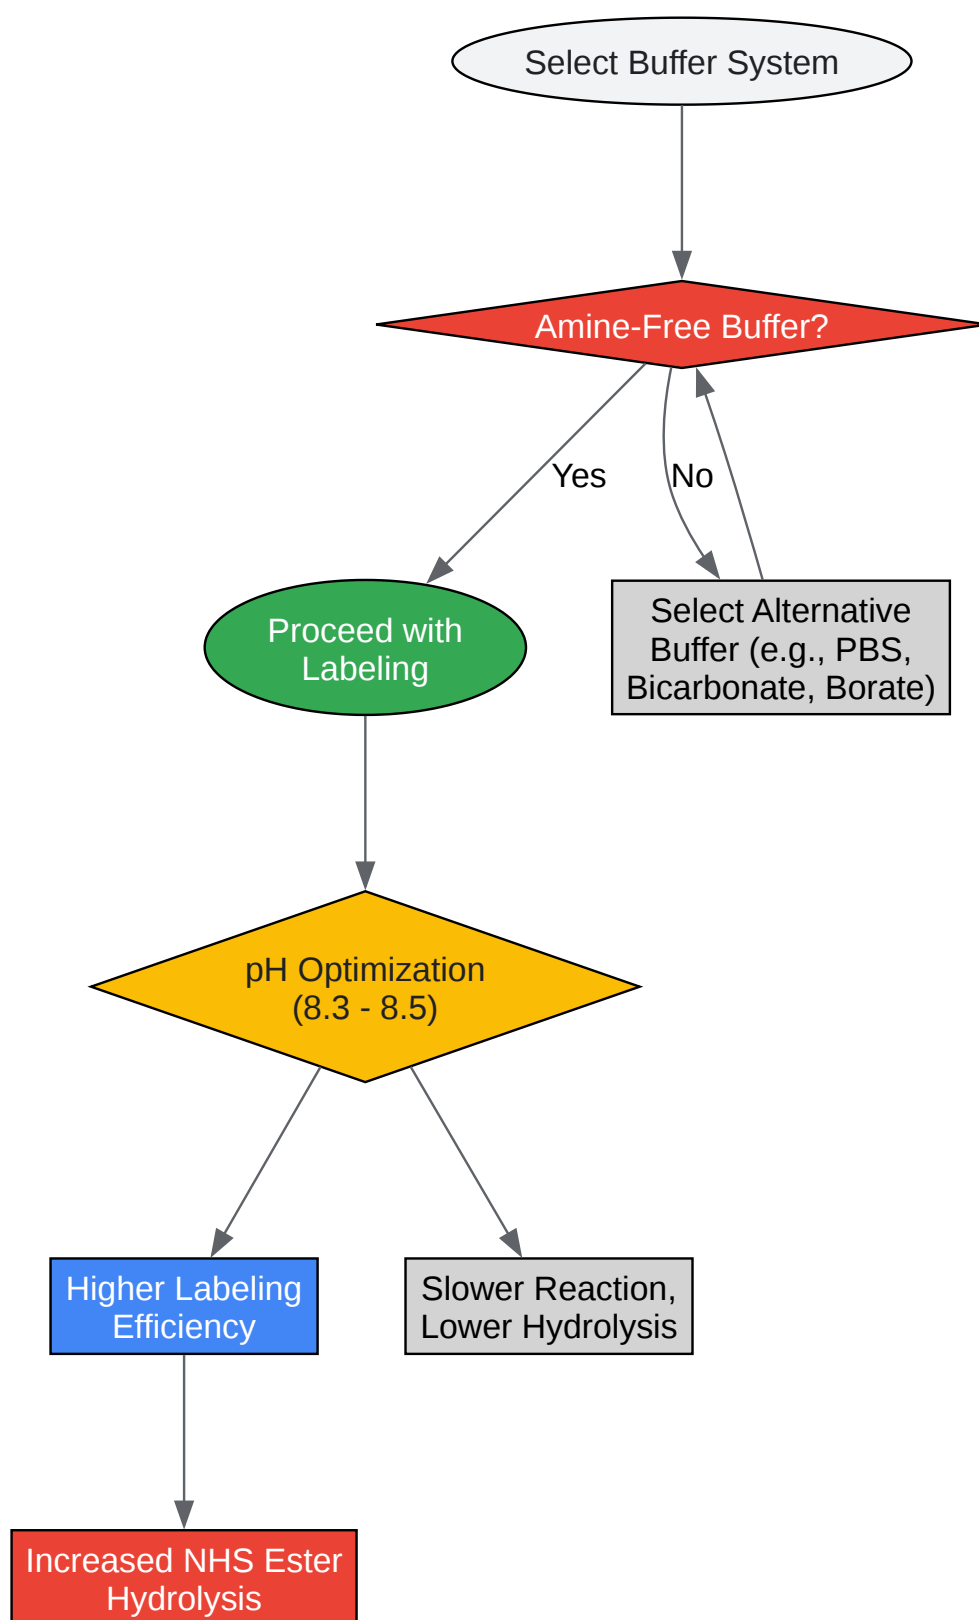 Select Buffer System
Amine-Free Buffer?
Yes
No
Proceed with
Labeling
Select Alternative
Buffer (e.g., PBS,
Bicarbonate, Borate)
pH Optimization
(8.3 - 8.5)
Higher Labeling
Efficiency
Slower Reaction,
Lower Hydrolysis
Increased NHS Ester
Hydrolysis